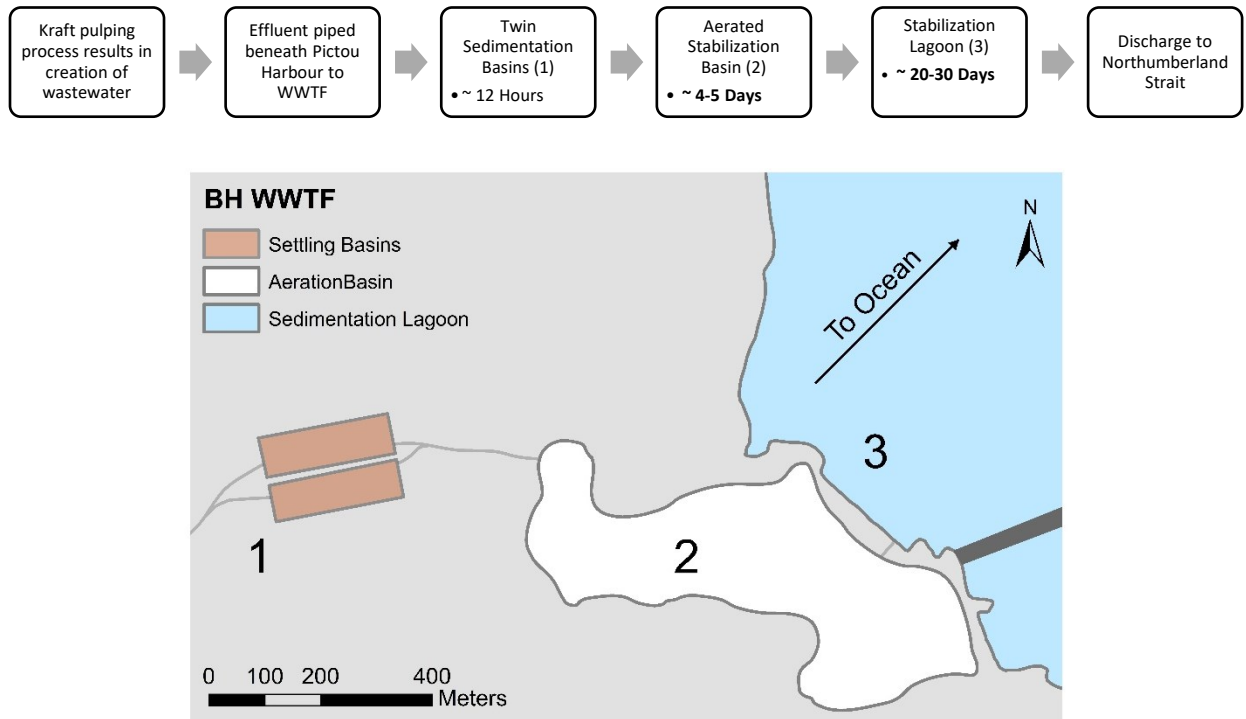 Kraft pulping
process results in
creation of
wastewater
Effluent piped
beneath Pictou
Harbour to
WWTF
Twin
Sedimentation
Basins (1)
• ~ 12 Hours
Aerated
Stabilization
Basin (2)
• ~ 4-5 Days
Stabilization
Lagoon (3)
• ~ 20-30 Days
Discharge to
Northumberland
Strait
BH WWTF
Settling Basins
AerationBasin
Sedimentation Lagoon
N
To Ocean
1
2
3
0 100 200 400
Meters